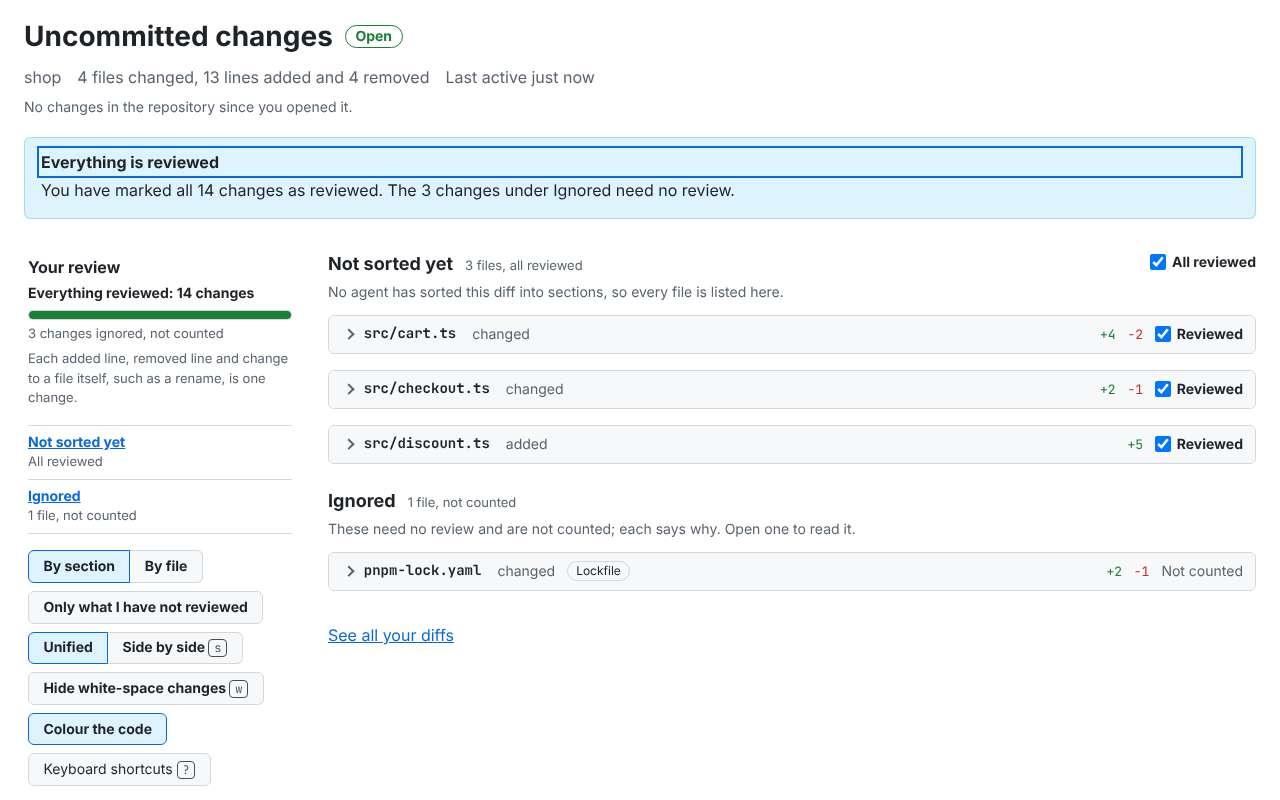 Uncommitted changes Open
shop 4 files changed, 13 lines added and 4 removed Last active just now
No changes in the repository since you opened it.
Everything is reviewed
You have marked all 14 changes as reviewed. The 3 changes under Ignored need no review.
Your review
Everything reviewed: 14 changes
3 changes ignored, not counted
Each added line, removed line and change
to a file itself, such as a rename, is one
change.
Not sorted yet
All reviewed
Ignored
1 file, not counted
By section By file
Only what I have not reviewed
Unified Side by side s
Hide white-space changes w
Colour the code
Keyboard shortcuts ?
Not sorted yet 3 files, all reviewed All reviewed
No agent has sorted this diff into sections, so every file is listed here.
src/cart.ts changed +4 -2 Reviewed
src/checkout.ts changed +2 -1 Reviewed
src/discount.ts added +5 Reviewed
Ignored 1 file, not counted
These need no review and are not counted; each says why. Open one to read it.
pnpm-lock.yaml changed Lockfile +2 -1 Not counted
See all your diffs